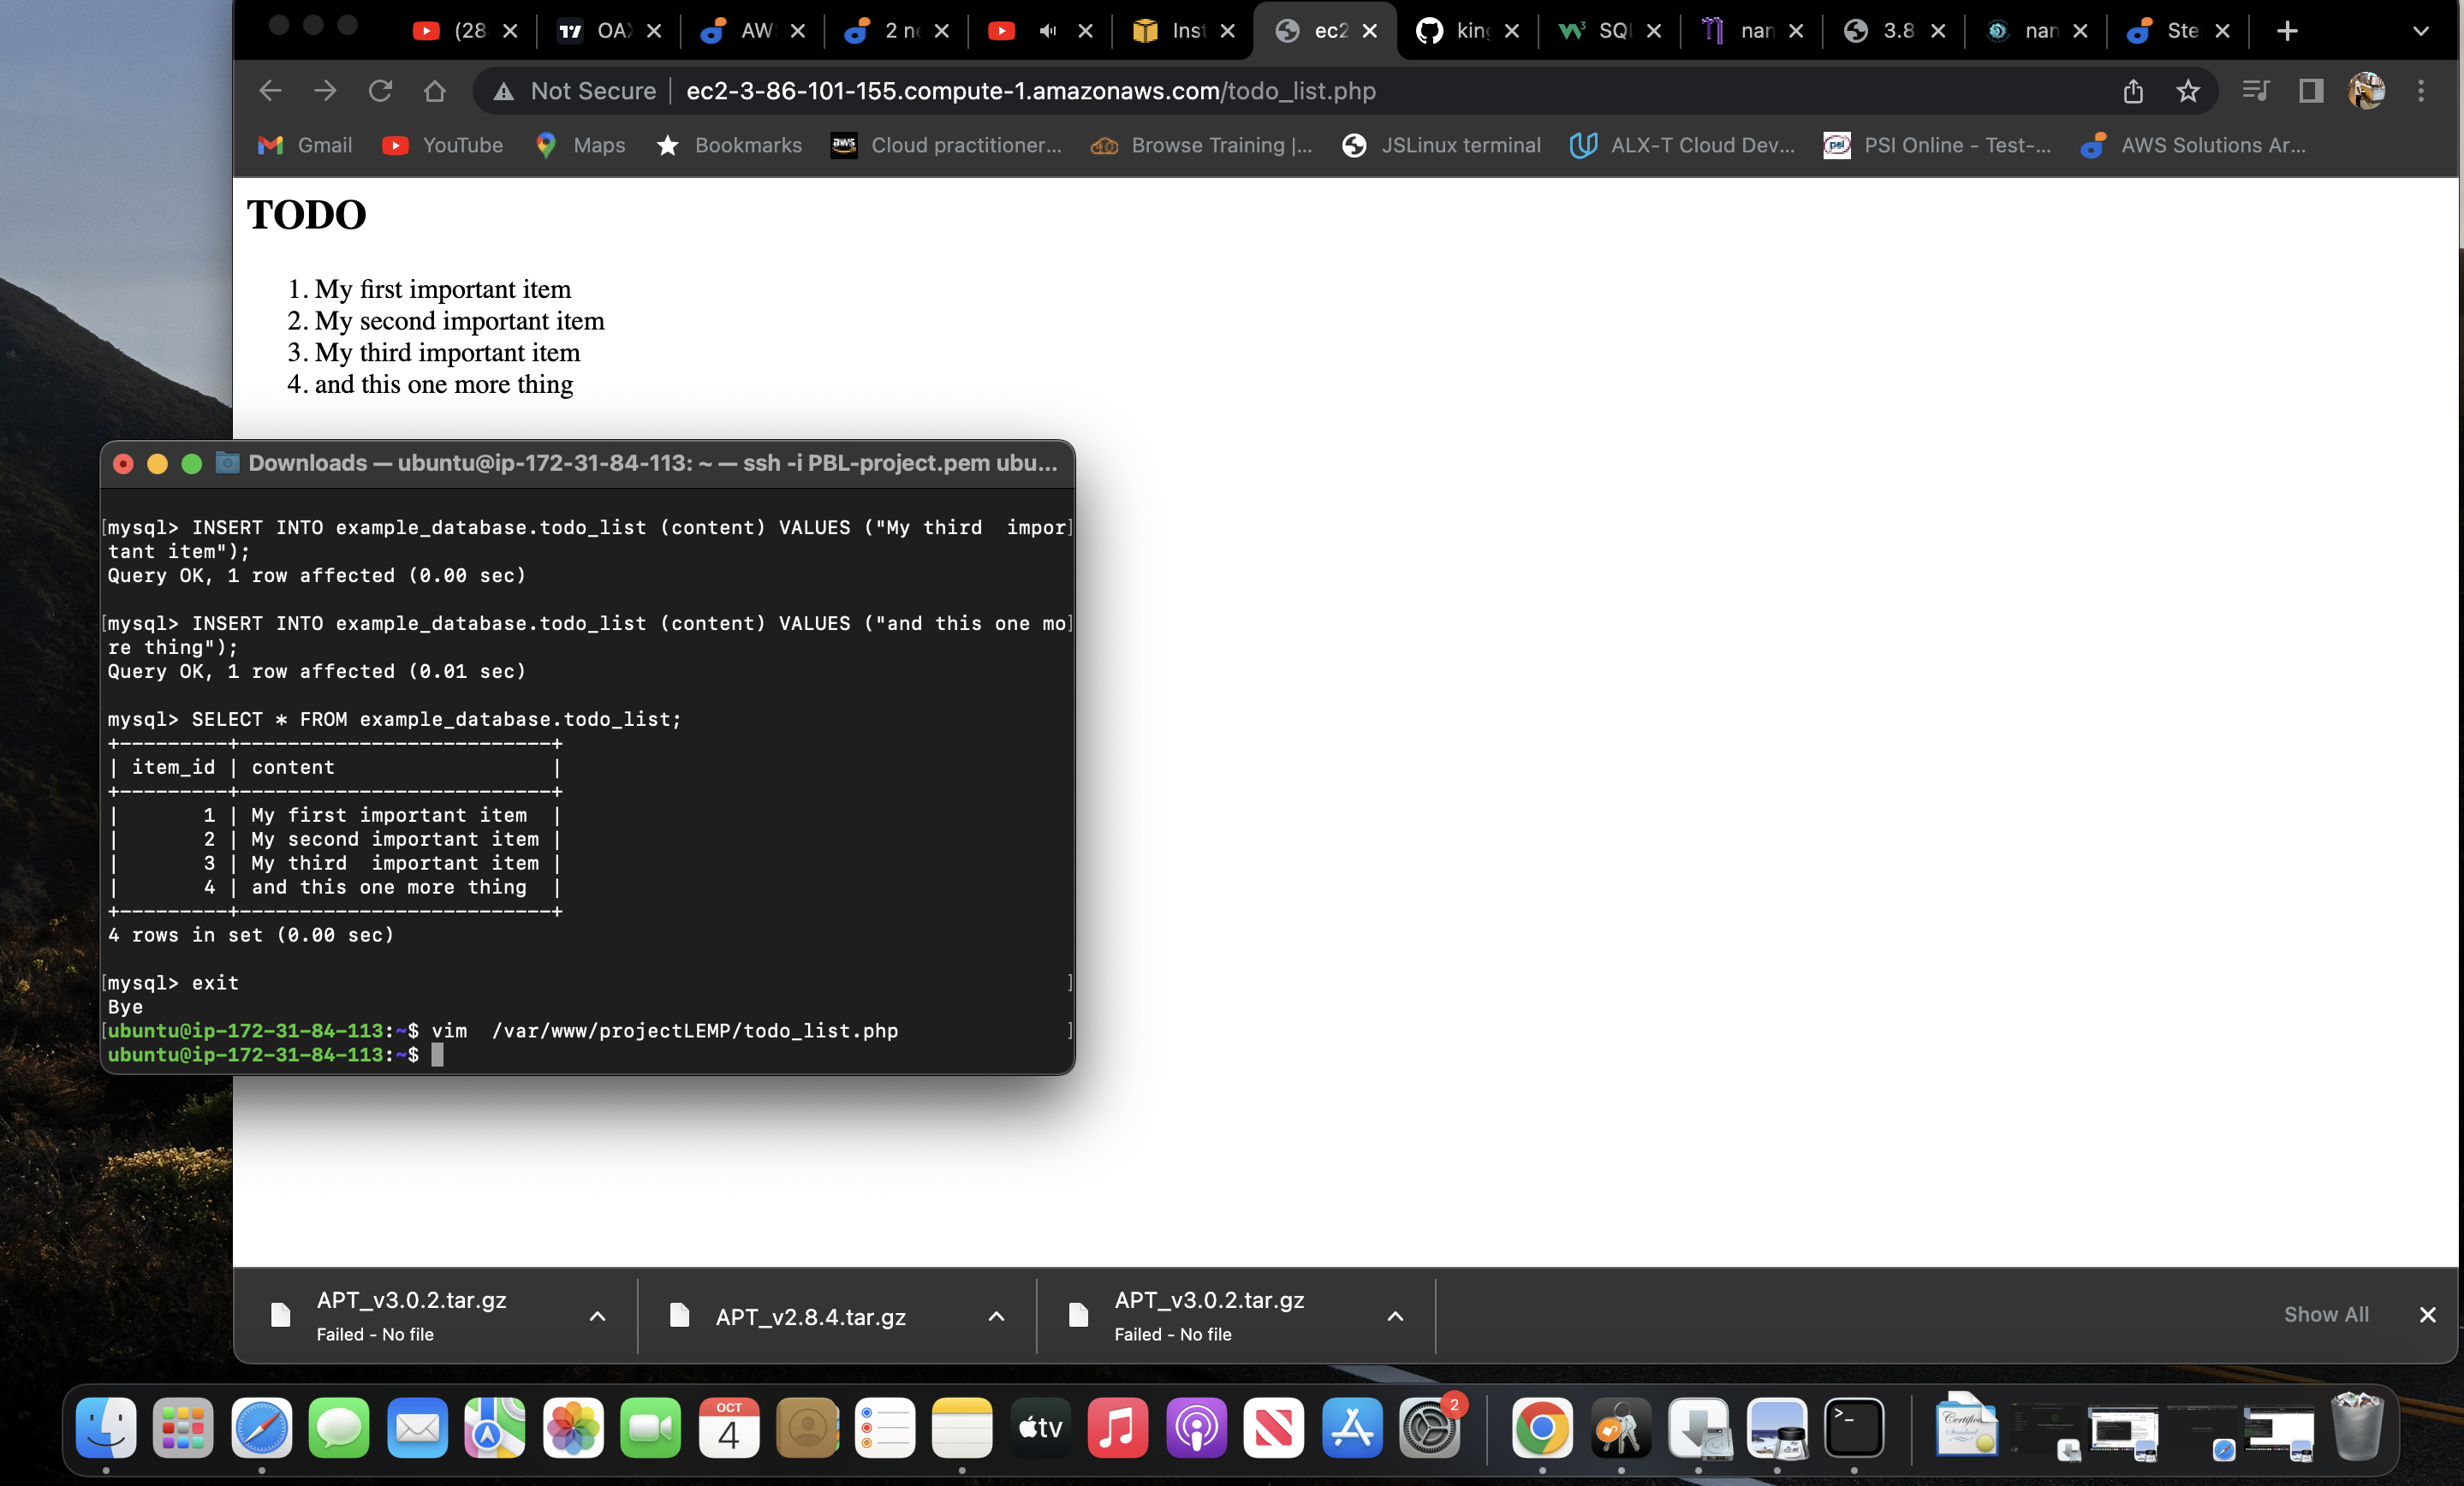 (28
OA
AW
2 n
Inst
ec2
kin
SQL
nan
3.8
nan
Ste
Not Secure
ec2-3-86-101-155.compute-1.amazonaws.com/todo_list.php
Gmail
YouTube
Maps
Bookmarks
aws
Cloud practitioner...
Browse Training |...
JSLinux terminal
ALX-T Cloud Dev...
psi
PSI Online - Test-...
AWS Solutions Ar...
TODO
1. My first important item
2. My second important item
3. My third important item
4. and this one more thing
Downloads — ubuntu@ip-172-31-84-113: ~ — ssh -i PBL-project.pem ubu...
[mysql> INSERT INTO example_database.todo_list (content) VALUES ("My third  impor]
tant item");
Query OK, 1 row affected (0.00 sec)
[mysql> INSERT INTO example_database.todo_list (content) VALUES ("and this one mo]
re thing");
Query OK, 1 row affected (0.01 sec)
mysql> SELECT * FROM example_database.todo_list;
+---------+--------------------------+
| item_id | content                  |
+---------+--------------------------+
|       1 | My first important item  |
|       2 | My second important item |
|       3 | My third  important item |
|       4 | and this one more thing  |
+---------+--------------------------+
4 rows in set (0.00 sec)
[mysql> exit ]
Bye
[ubuntu@ip-172-31-84-113:~$ vim  /var/www/projectLEMP/todo_list.php ]
ubuntu@ip-172-31-84-113:~$
APT_v3.0.2.tar.gz
Failed - No file
APT_v2.8.4.tar.gz
APT_v3.0.2.tar.gz
Failed - No file
Show All
OCT
4
tv
2
>_